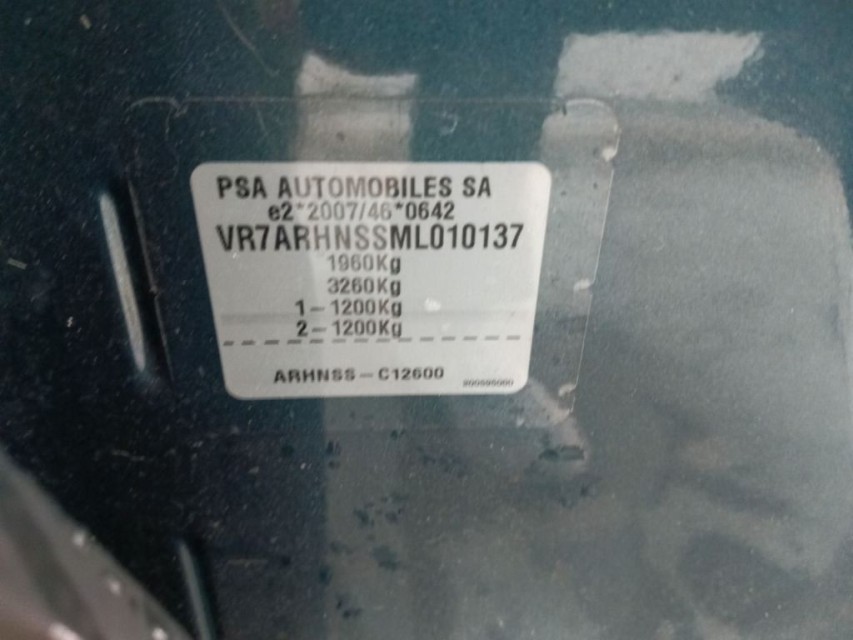 PSA AUTOMOBILES SA
e2*2007/46*0642
VR7ARHNSSML010137
1960Kg
3260Kg
1-1200Kg
2-1200Kg
ARHNSS-C12600